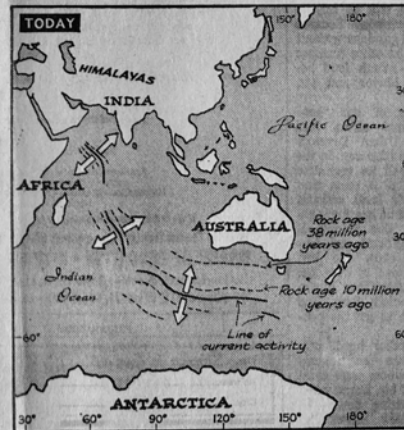 TODAY
150°
180°
HIMALAYAS
INDIA
Pacific Ocean
AFRICA
AUSTRALIA
Rock age
38 million
years ago
30°
Indian
Ocean
Rock age 10 million
years ago
Line of
current activity
60°
ANTARCTICA
30°
60°
90°
120°
150°
180°